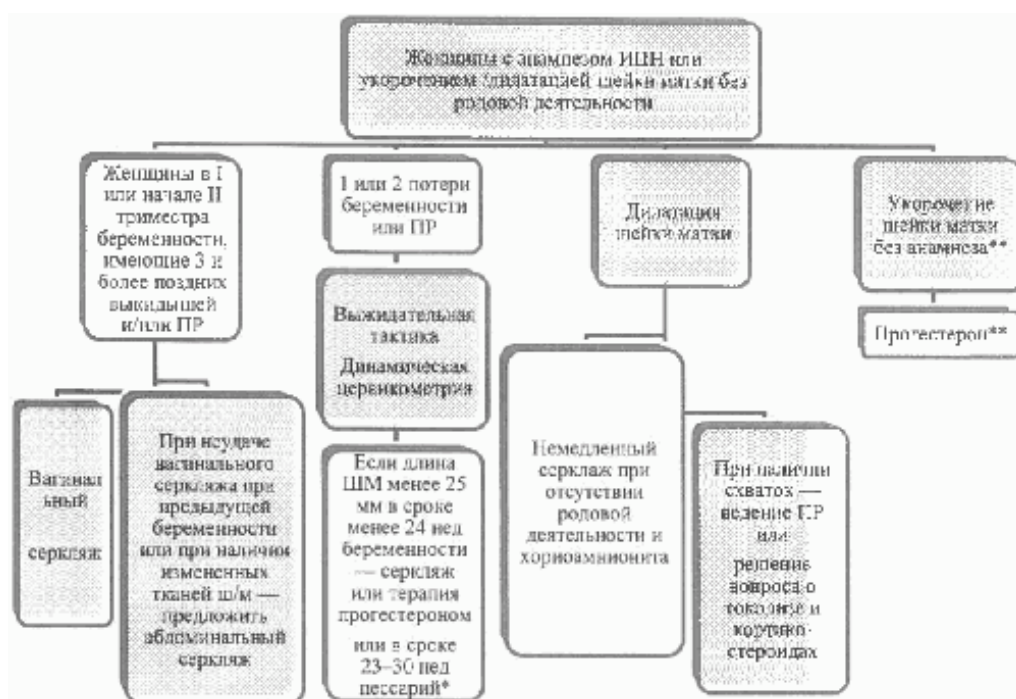 Женщины с анамнезом ИЦН или
укорочением /дилатацией шейки матки без
родовой деятельности
Женщины в I
или начале II
триместра
беременности,
имеющие 3 и
более поздних
выкидышей
и/или ПР
Вагинал
ьный
серкляж
При неудаче
вагинального
серкляжа при
предыдущей
беременности
или при наличии
измененных
тканей ш/м —
предложить
абдоминальный
серкляж
1 или 2 потери
беременности
или ПР
Выжидательная
тактика
Динамическая
цервикометрия
Если длина
ШМ менее 25
мм в сроке
менее 24 нед
беременности
— серкляж
или терапия
прогестероном
или в сроке
23–30 нед
пессарий*
Дилатация
шейки матки
Немедленный
серклаж при
отсутствии
родовой
деятельности и
хориоамнионита
При наличии
схваток —
ведение ПР
или
решение
вопроса о
токолизе и
кортико-
стероидах
Укорочение
шейки матки
без анамнеза**
Прогестерон**